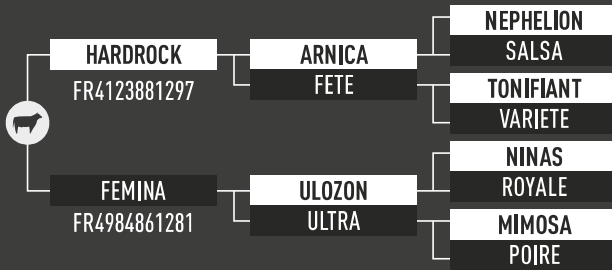 HARDROCK
FR4123881297
ARNICA
FETE
NEPHELION
SALSA
TONIFIANT
VARIETE
FEMINA
FR4984861281
ULOZON
ULTRA
NINAS
ROYALE
MIMOSA
POIRE